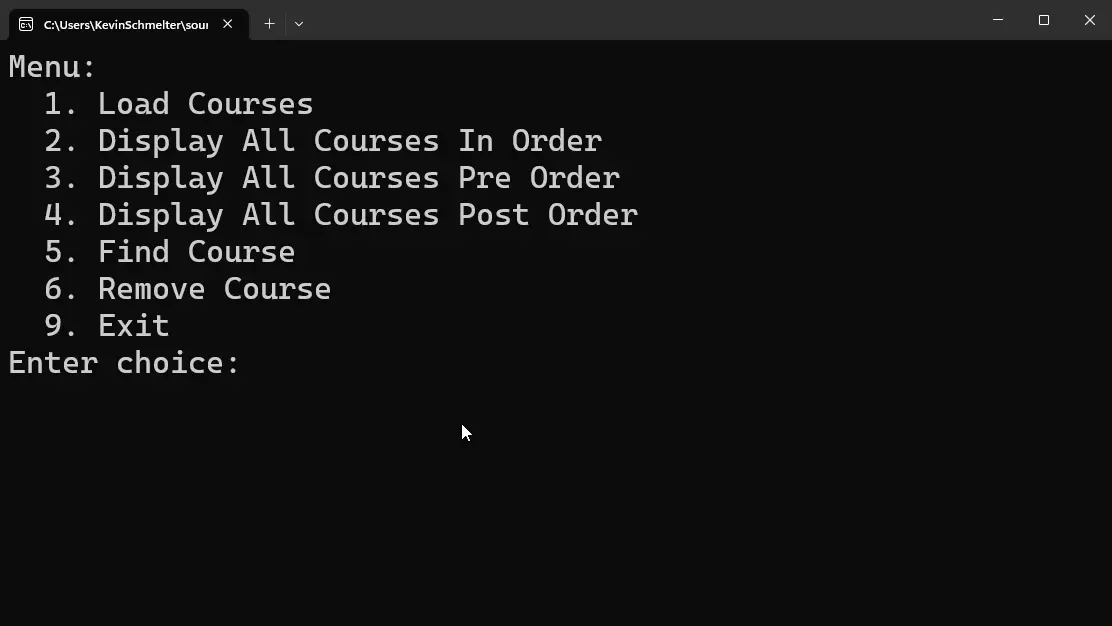 C:\Users\KevinSchmelter\sour
Menu:
1. Load Courses
2. Display All Courses In Order
3. Display All Courses Pre Order
4. Display All Courses Post Order
5. Find Course
6. Remove Course
9. Exit
Enter choice: